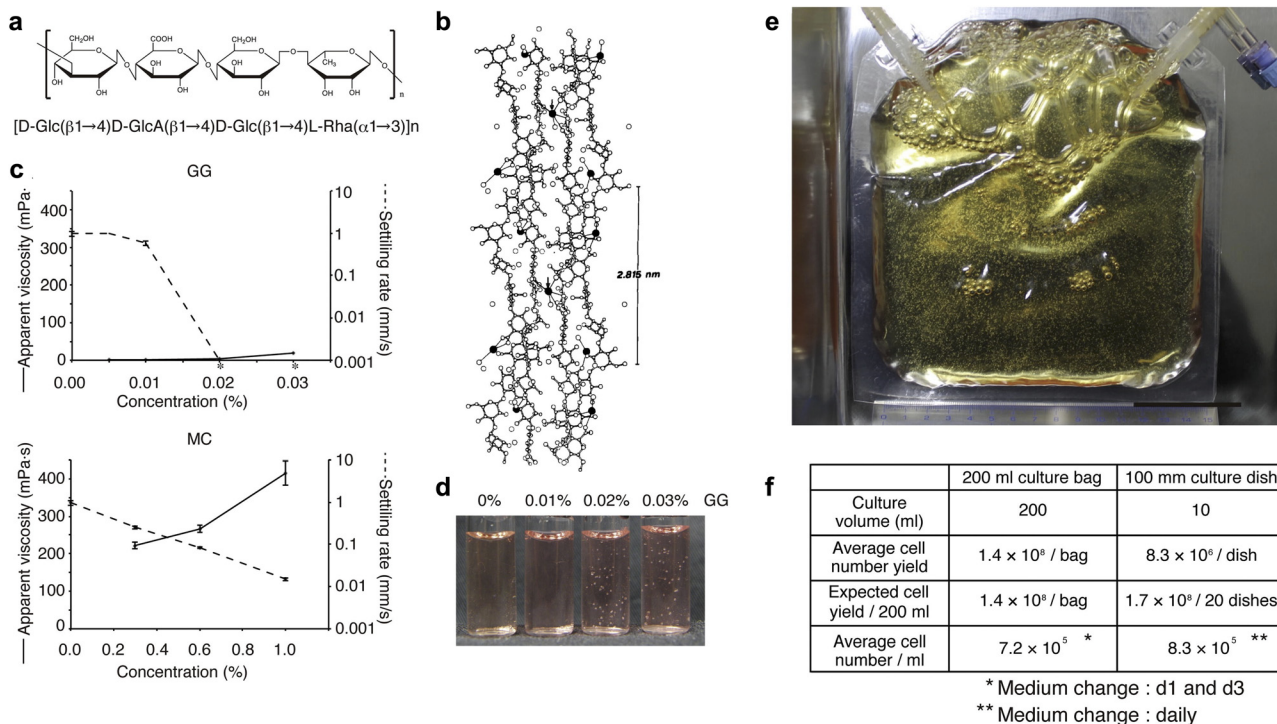 a
CH₂OH
COOH
CH₂OH
O
O
O
O
O
O
O
O
CH₃
OH
OH
OH
OH
OH
OH
OH
OH
OH
n
[D-Glc(β1→4)D-GlcA(β1→4)D-Glc(β1→4)L-Rha(α1→3)]n
b
2.815 nm
c
GG
Apparent viscosity (mPa·
400
300
200
100
0
10
1
0.1
0.01
0.001
Settiling rate (mm/s)
0.00 0.01 0.02 0.03
* *
Concentration (%)
MC
Apparent viscosity (mPa·s)
400
300
200
100
0
10
1
0.1
0.01
0.001
Settiling rate (mm/s)
0.0 0.2 0.4 0.6 0.8 1.0
Concentration (%)
d
0% 0.01% 0.02% 0.03% GG
e
f
200 ml culture bag 100 mm culture dish
Culture volume (ml) 200 10
Average cell number yield 1.4 × 10⁸ / bag 8.3 × 10⁶ / dish
Expected cell yield / 200 ml 1.4 × 10⁸ / bag 1.7 × 10⁸ / 20 dishes
Average cell number / ml 7.2 × 10⁵ * 8.3 × 10⁵ **
* Medium change : d1 and d3
** Medium change : daily